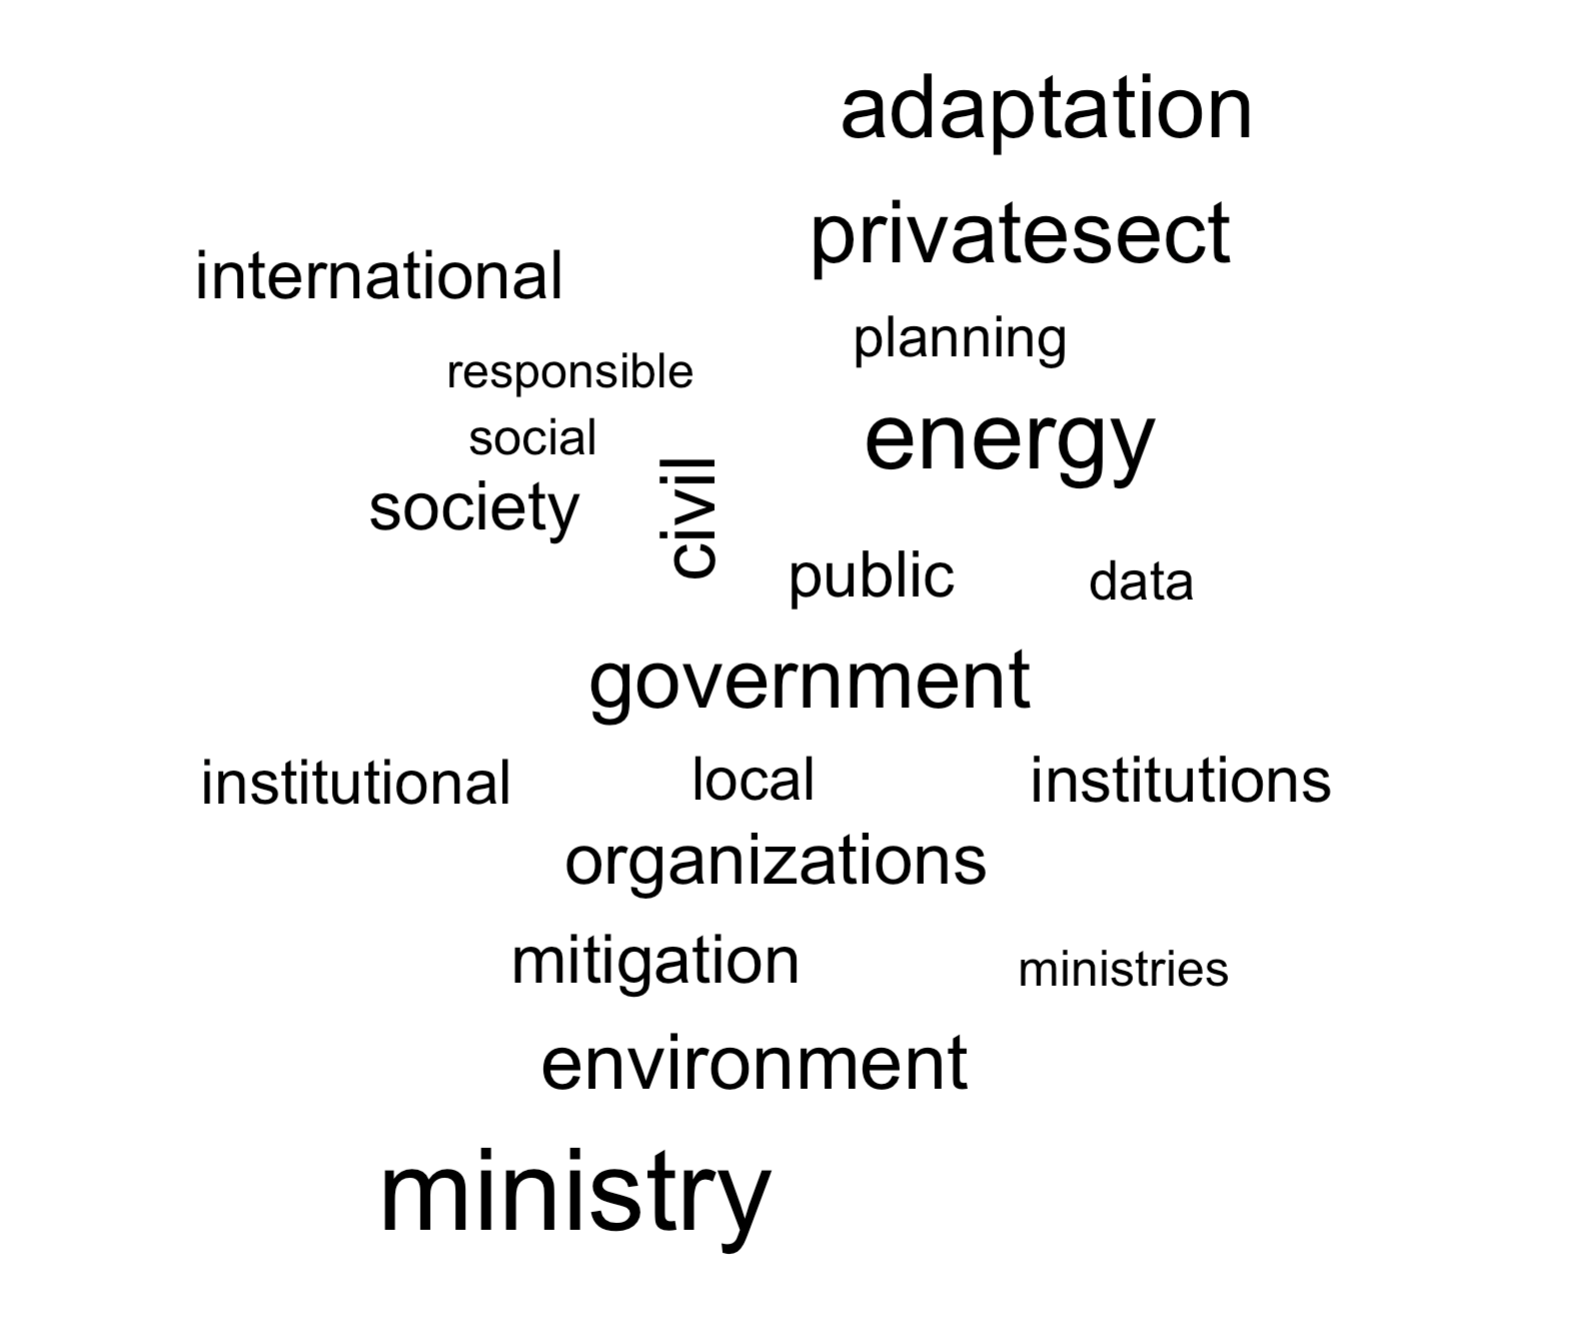 adaptation
privatesect
international
planning
responsible
social
energy
society
civil
public
data
government
institutional
local
institutions
organizations
mitigation
ministries
environment
ministry